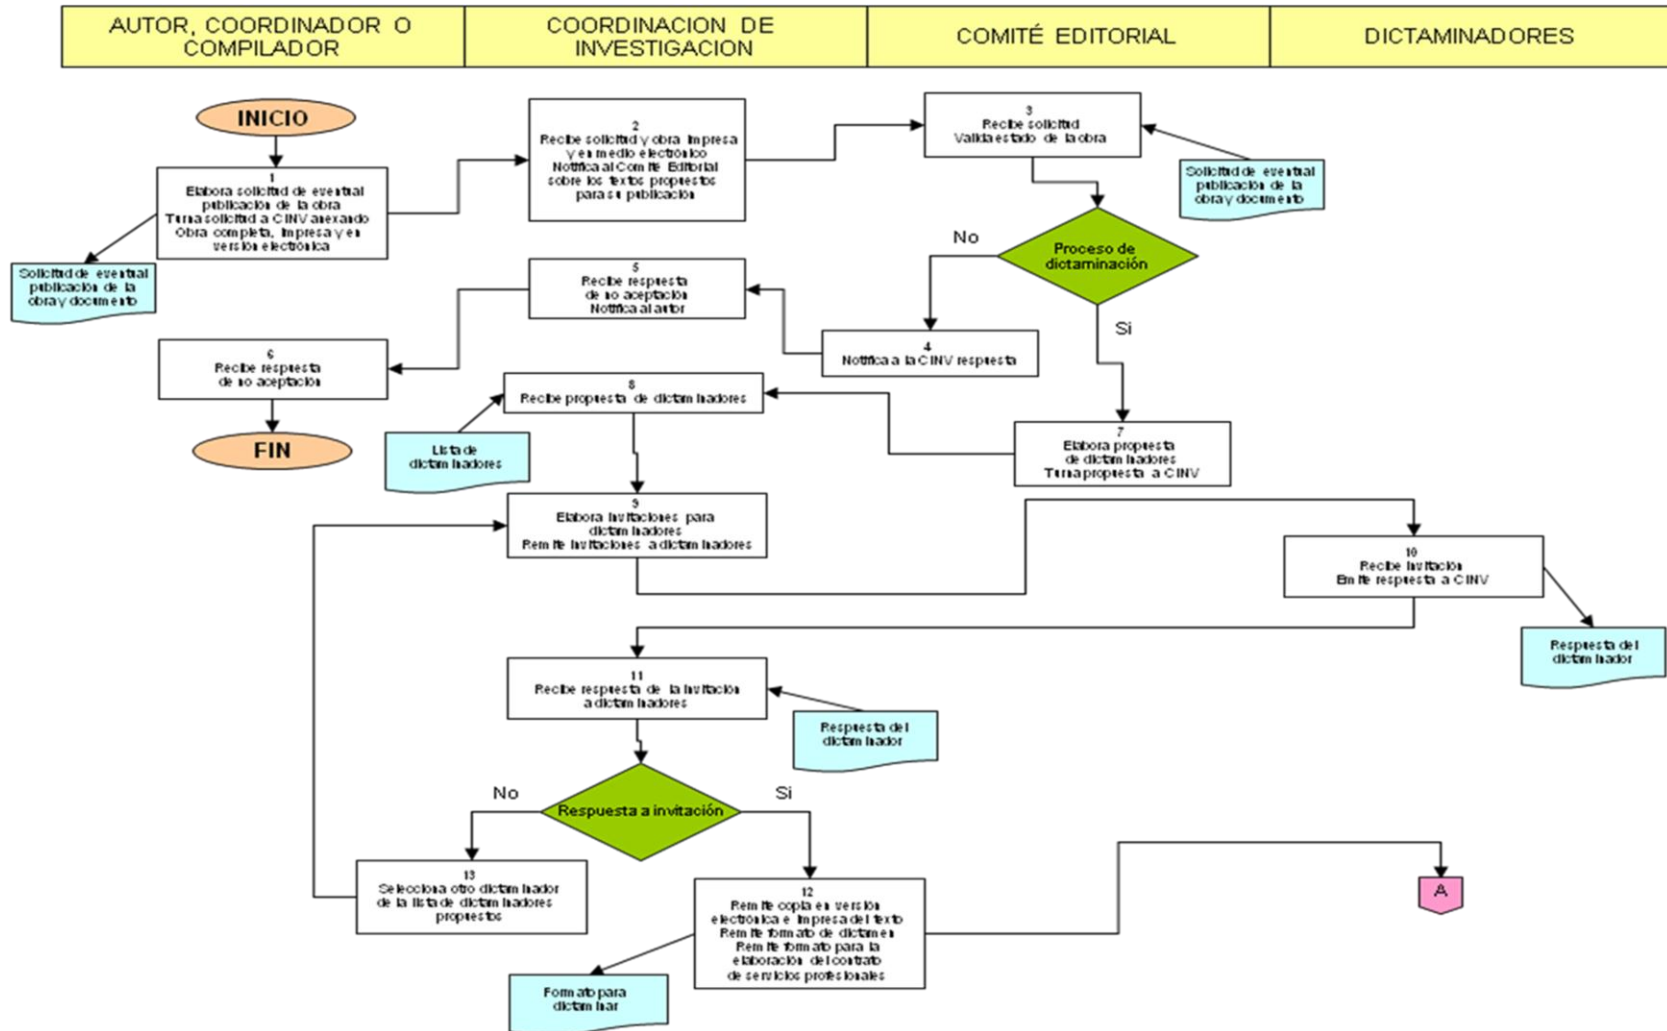 AUTOR, COORDINADOR O
COMPILADOR
COORDINACION DE
INVESTIGACION
COMITÉ EDITORIAL
DICTAMINADORES
INICIO
1
Elabora solicitud de eventual
publicación de la obra
Turna solicitud a CINV anexando
Obra completa, impresa y en
versión electrónica
Solicitud de eventual
publicación de la
obra y documento
2
Recibe solicitud y obra impresa
y en medio electrónico
Notifica al Comité Editorial
sobre los textos propuestos
para su publicación
3
Recibe solicitud
Valida estado de la obra
Solicitud de eventual
publicación de la
obra y documento
Proceso de
dictaminación
No
Si
4
Notifica a la CINV respuesta
5
Recibe respuesta
de no aceptación
Notifica al autor
6
Recibe respuesta
de no aceptación
FIN
7
Elabora propuesta
de dictaminadores
Turna propuesta a CINV
8
Recibe propuesta de dictaminadores
Lista de
dictaminadores
9
Elabora invitaciones para
dictaminadores
Remite invitaciones a dictaminadores
10
Recibe invitación
Emite respuesta a CINV
Respuesta del
dictaminador
11
Recibe respuesta de la invitación
a dictaminadores
Respuesta del
dictaminador
Respuesta a invitación
No
Si
13
Selecciona otro dictaminador
de la lista de dictaminadores
propuestos
12
Remite copia en versión
electrónica e impresa del texto
Remite formato de dictamen
Remite formato para la
elaboración del contrato
de servicios profesionales
Formato para
dictaminar
A